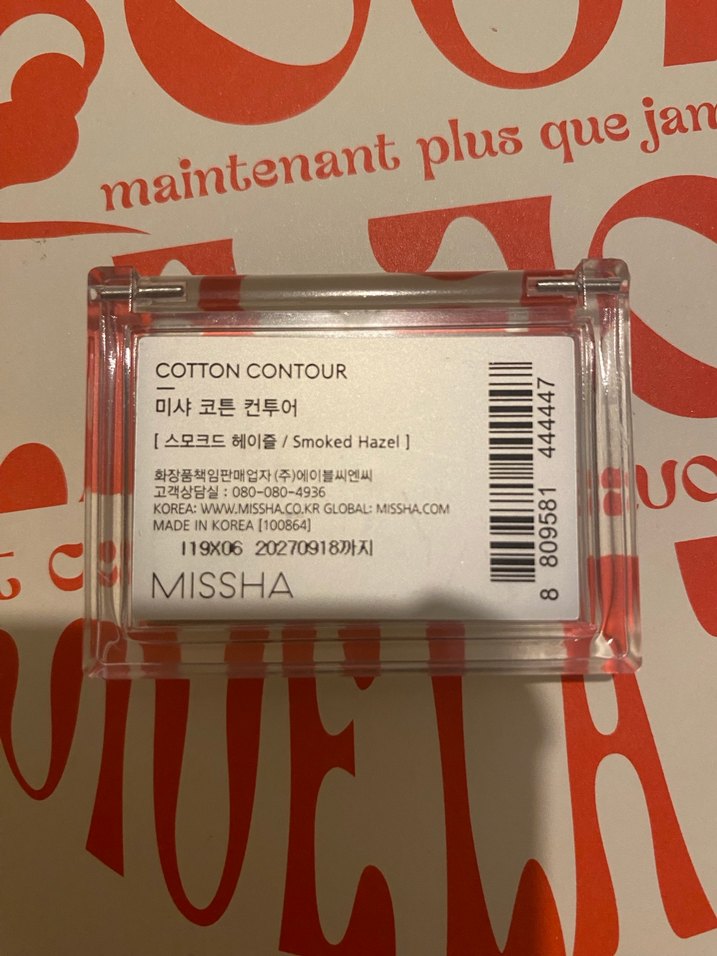 maintenant plus que jam
COTTON CONTOUR
미샤 코튼 컨투어
[ 스모크드 헤이즐 / Smoked Hazel ]
화장품책임판매업자 (주)에이블씨엔씨
고객상담실 : 080-080-4936
KOREA: WWW.MISSHA.CO.KR GLOBAL: MISSHA.COM
MADE IN KOREA [100864]
I19X06 20270918까지
MISSHA
8 809581 444447